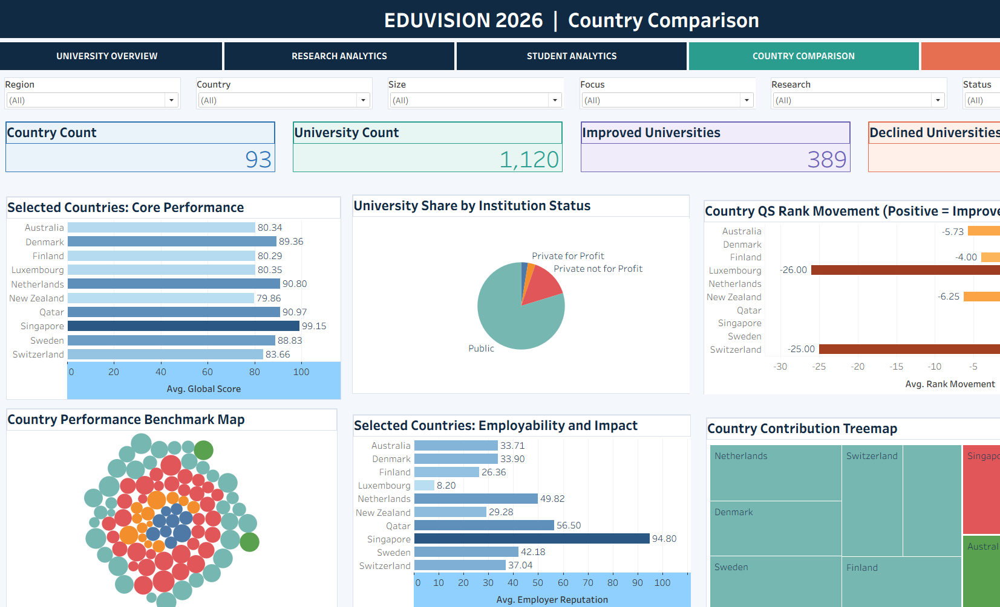 EDUVISION 2026 | Country Comparison
UNIVERSITY OVERVIEW
RESEARCH ANALYTICS
STUDENT ANALYTICS
COUNTRY COMPARISON
Region
(All)
Country
(All)
Size
(All)
Focus
(All)
Research
(All)
Status
(All)
Country Count
93
University Count
1,120
Improved Universities
389
Declined Universities
Selected Countries: Core Performance
Australia 80.34
Denmark 89.36
Finland 80.29
Luxembourg 80.35
Netherlands 90.80
New Zealand 79.86
Qatar 90.97
Singapore 99.15
Sweden 88.83
Switzerland 83.66
0 20 40 60 80 100
Avg. Global Score
University Share by Institution Status
Private for Profit
Private not for Profit
Public
Country QS Rank Movement (Positive = Improve
Australia -5.73
Denmark
Finland -4.00
Luxembourg -26.00
Netherlands
New Zealand -6.25
Qatar
Singapore
Sweden
Switzerland -25.00
-30 -25 -20 -15 -10 -5
Avg. Rank Movement
Country Performance Benchmark Map
Selected Countries: Employability and Impact
Australia 33.71
Denmark 33.90
Finland 26.36
Luxembourg 8.20
Netherlands 49.82
New Zealand 29.28
Qatar 56.50
Singapore 94.80
Sweden 42.18
Switzerland 37.04
0 10 20 30 40 50 60 70 80 90 100
Avg. Employer Reputation
Country Contribution Treemap
Netherlands
Switzerland
Singapo
Denmark
Austral
Sweden
Finland